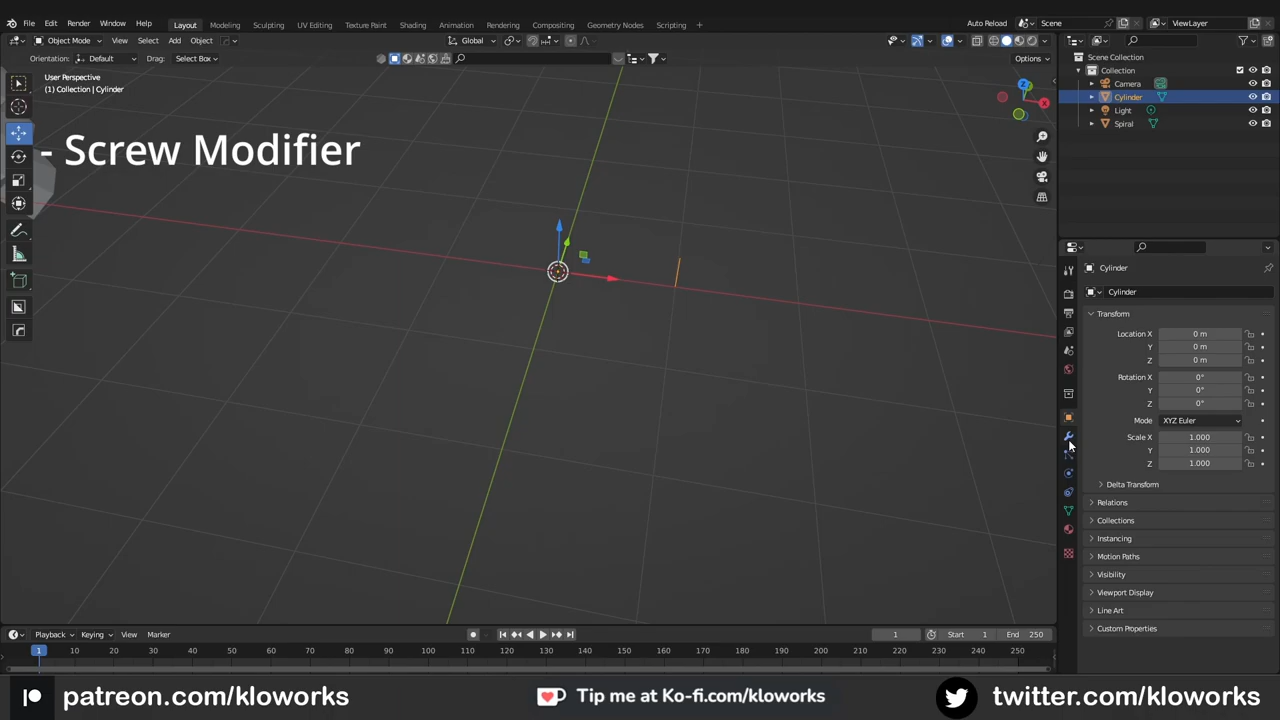 File Edit Render Window Help Layout Modeling Sculpting UV Editing Texture Paint Shading Animation Rendering Compositing Geometry Nodes Scripting + Auto Reload Scene ViewLayer
Object Mode View Select Add Object Global
Orientation: Default Drag: Select Box Options
User Perspective
(1) Collection | Cylinder
- Screw Modifier
X
Z
Scene Collection
Collection
Camera
Cylinder
Light
Spiral
Cylinder
Cylinder
Transform
Location X 0 m
Y 0 m
Z 0 m
Rotation X 0°
Y 0°
Z 0°
Mode XYZ Euler
Scale X 1.000
Y 1.000
Z 1.000
Delta Transform
Relations
Collections
Instancing
Motion Paths
Visibility
Viewport Display
Line Art
Custom Properties
Playback Keying View Marker 1 Start 1 End 250
1 10 20 30 40 50 60 70 80 90 100 110 120 130 140 150 160 170 180 190 200 210 220 230 240 250
patreon.com/kloworks Tip me at Ko-fi.com/kloworks twitter.com/kloworks